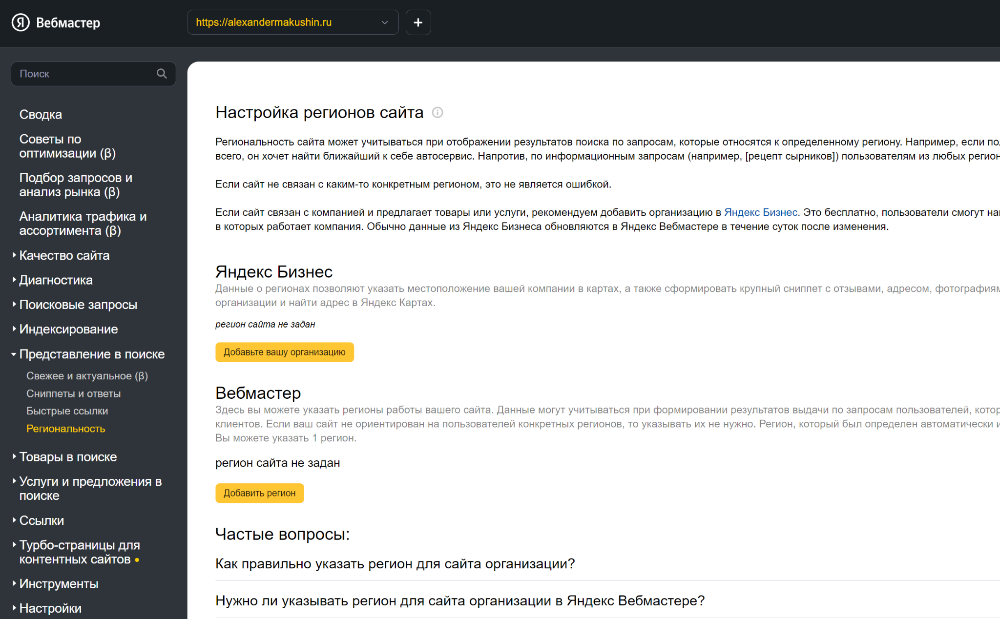 Я Вебмастер
https://alexandermakushin.ru
+
Поиск
Сводка
Советы по
оптимизации (β)
Подбор запросов и
анализ рынка (β)
Аналитика трафика и
ассортимента (β)
Качество сайта
Диагностика
Поисковые запросы
Индексирование
Представление в поиске
Свежее и актуальное (β)
Сниппеты и ответы
Быстрые ссылки
Региональность
Товары в поиске
Услуги и предложения в
поиске
Ссылки
Турбо-страницы для
контентных сайтов
Инструменты
Настройки
Настройка регионов сайта
Региональность сайта может учитываться при отображении результатов поиска по запросам, которые относятся к определенному региону. Например, если
всего, он хочет найти ближайший к себе автосервис. Напротив, по информационным запросам (например, [рецепт сырников]) пользователям из любых
Если сайт не связан с каким-то конкретным регионом, это не является ошибкой.
Если сайт связан с компанией и предлагает товары или услуги, рекомендуем добавить организацию в Яндекс Бизнес. Это бесплатно, пользователи смогут
в которых работает компания. Обычно данные из Яндекс Бизнеса обновляются в Яндекс Вебмастере в течение суток после изменения.
Яндекс Бизнес
Данные о регионах позволяют указать местоположение вашей компании в картах, а также сформировать крупный сниппет с отзывами, адресом,
организации и найти адрес в Яндекс Картах.
регион сайта не задан
Добавьте вашу организацию
Вебмастер
Здесь вы можете указать регионы работы вашего сайта. Данные могут учитываться при формировании результатов выдачи по запросам пользователей,
клиентов. Если ваш сайт не ориентирован на пользователей конкретных регионов, то указывать их не нужно. Регион, который был определен автоматически
Вы можете указать 1 регион.
регион сайта не задан
Добавить регион
Частые вопросы:
Как правильно указать регион для сайта организации?
Нужно ли указывать регион для сайта организации в Яндекс Вебмастере?